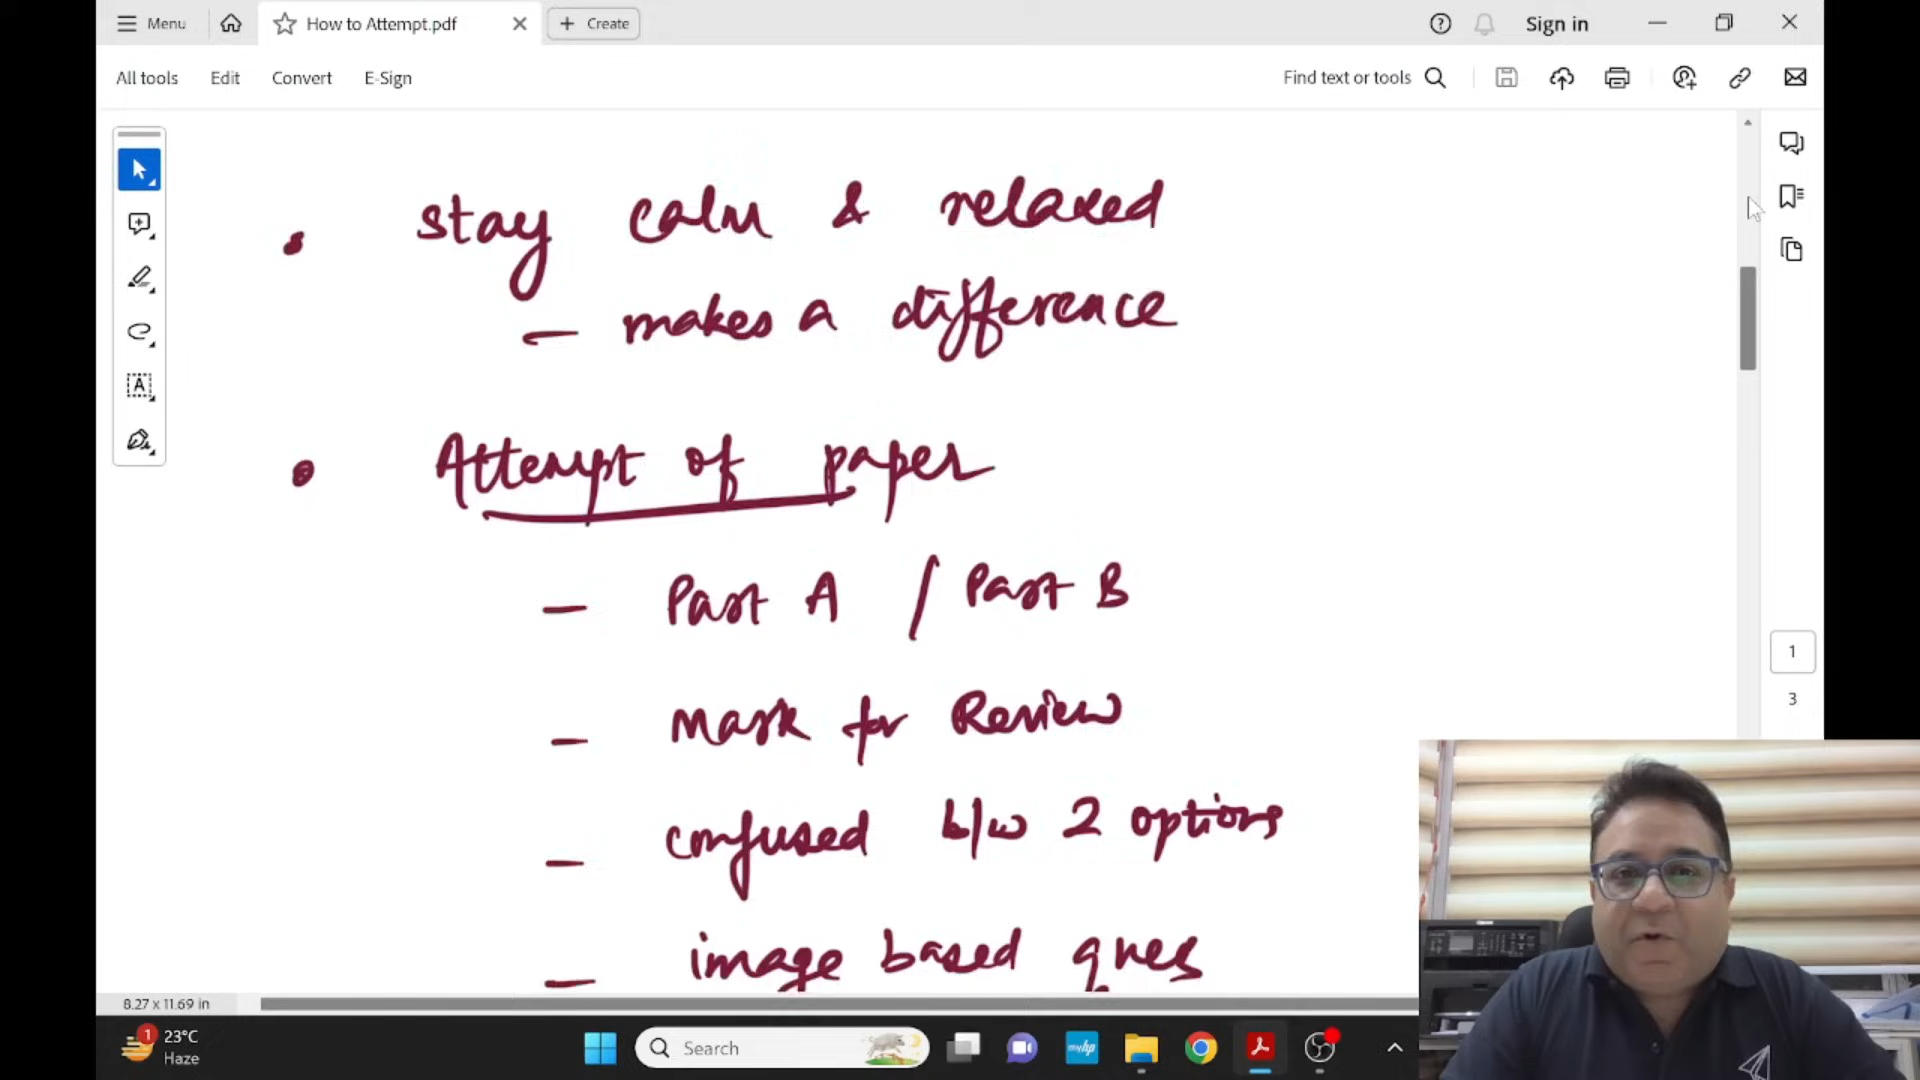 Menu
How to Attempt.pdf
Create
Sign in
All tools
Edit
Convert
E-Sign
Find text or tools
stay calm & relaxed
– makes a difference
Attempt of paper
– Part A / Part B
– Mark for Review
– confused b/w 2 options
– image based ques
1
3
8.27 x 11.69 in
1
23°C
Haze
Search
myhp